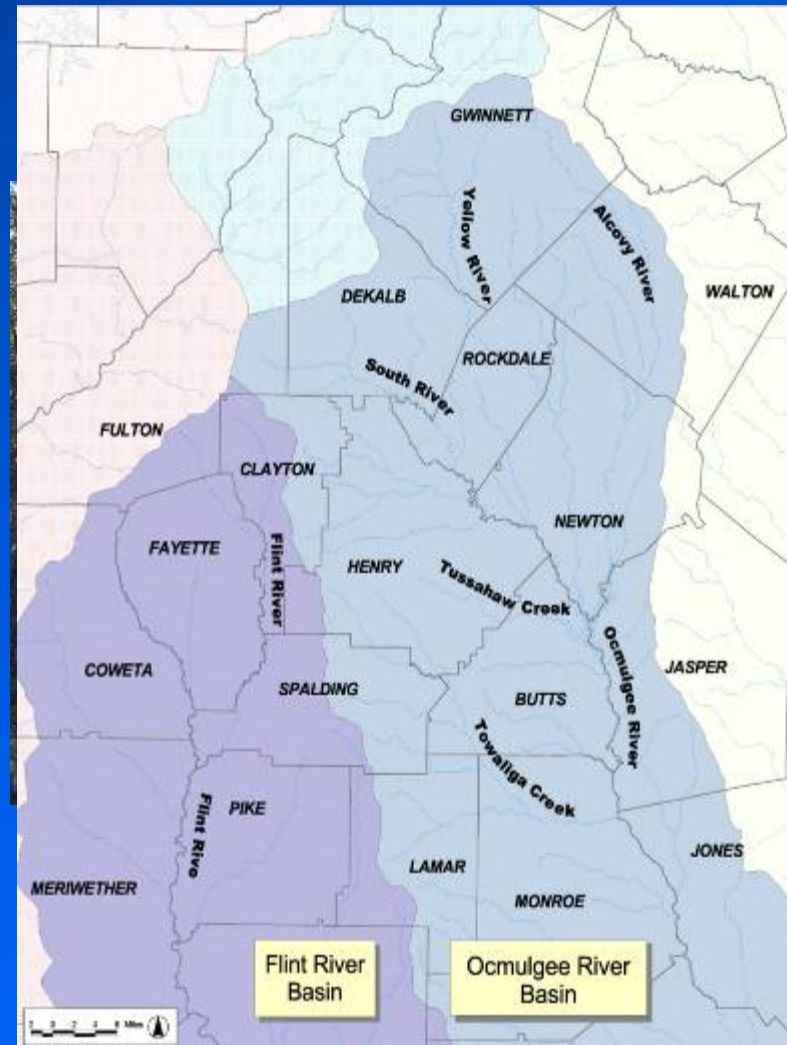 GWINNETT
Yellow River
Alcovy River
WALTON
DEKALB
ROCKDALE
South River
FULTON
CLAYTON
NEWTON
FAYETTE
Flint River
HENRY
Tussahaw Creek
Ocmulgee River
COWETA
SPALDING
JASPER
BUTTS
Towaliga Creek
PIKE
Flint Rive
LAMAR
JONES
MERIWETHER
MONROE
Flint River
Basin
Ocmulgee River
Basin
Miles